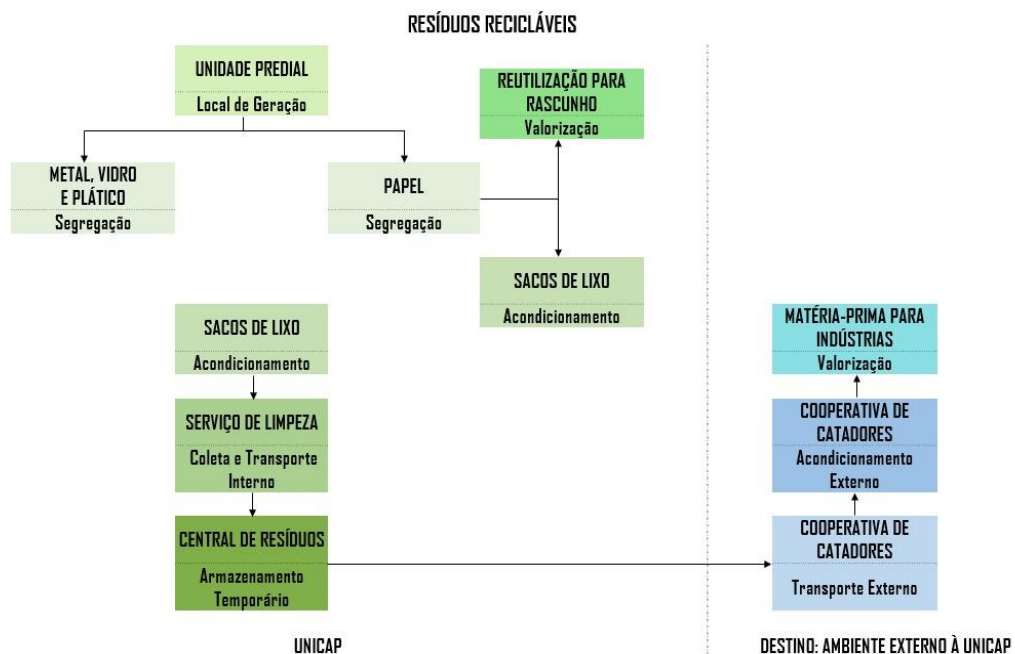 RESÍDUOS RECICLÁVEIS
UNIDADE PREDIAL
Local de Geração
REUTILIZAÇÃO PARA
RASCUNHO
Valorização
METAL, VIDRO
E PLÁTICO
Segregação
PAPEL
Segregação
SACOS DE LIXO
Acondicionamento
SACOS DE LIXO
Acondicionamento
SERVIÇO DE LIMPEZA
Coleta e Transporte
Interno
CENTRAL DE RESÍDUOS
Armazenamento
Temporário
MATÉRIA-PRIMA PARA
INDÚSTRIAS
Valorização
COOPERATIVA DE
CATADORES
Acondicionamento
Externo
COOPERATIVA DE
CATADORES
Transporte Externo
UNICAP
DESTINO: AMBIENTE EXTERNO À UNICAP